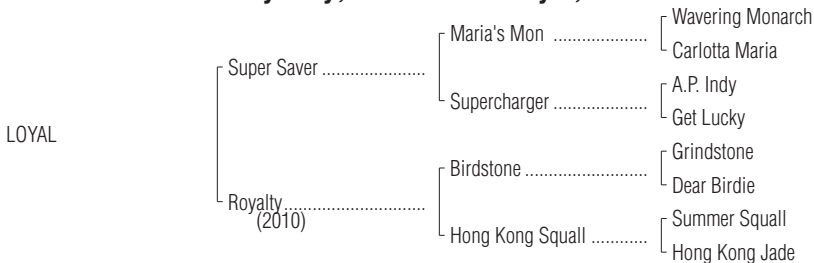 Wavering Monarch
Maria's Mon ....................
Carlotta Maria
Super Saver ......................
A.P. Indy
Supercharger ....................
Get Lucky
LOYAL
Grindstone
Birdstone ..........................
Dear Birdie
Royalty..............................
(2010)
Summer Squall
Hong Kong Squall ............
Hong Kong Jade